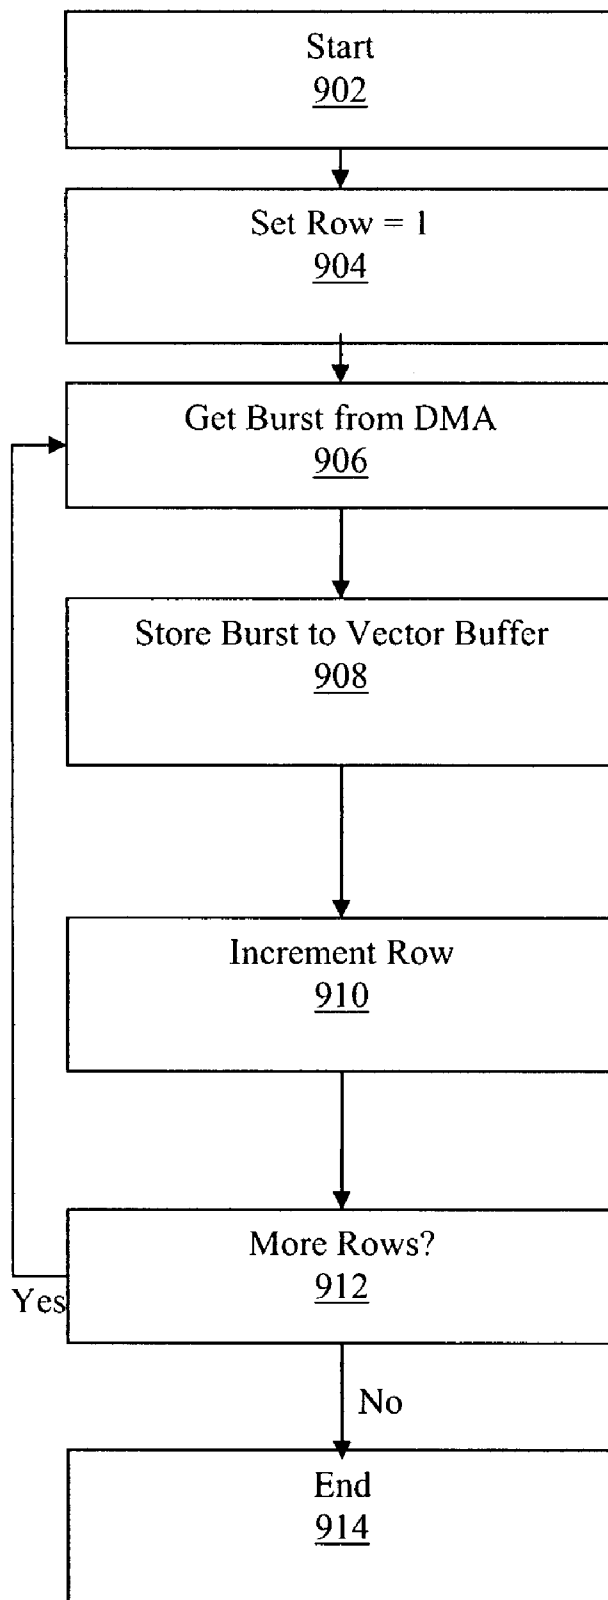 Start
902
Set Row = 1
904
Get Burst from DMA
906
Store Burst to Vector Buffer
908
Increment Row
910
More Rows?
912
Yes
No
End
914